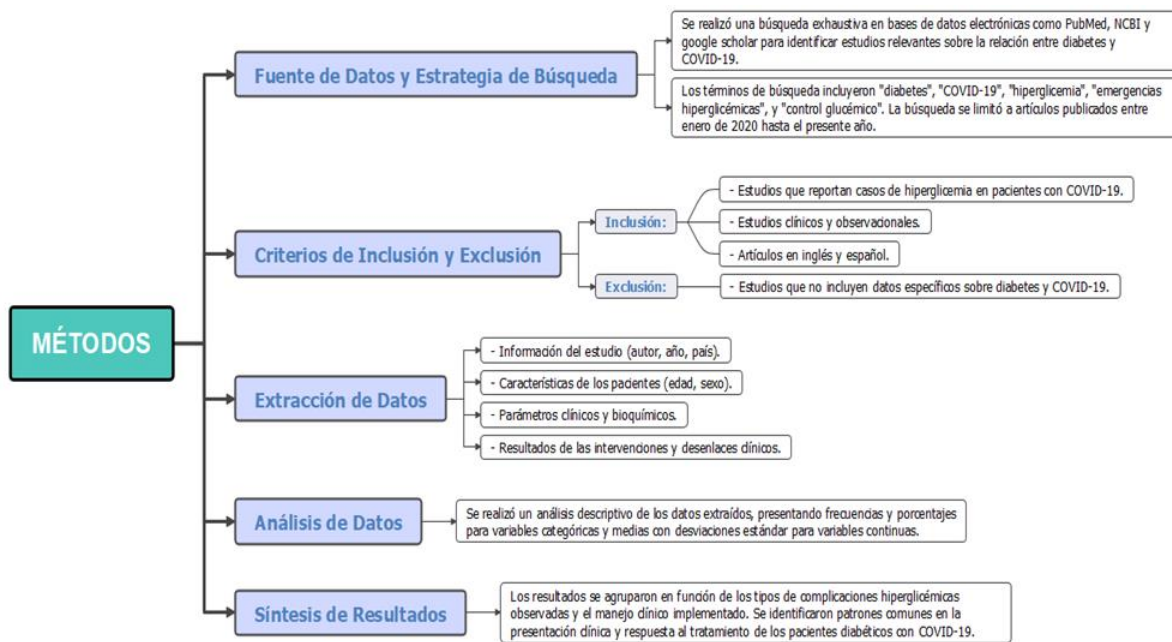 MÉTODOS
Fuente de Datos y Estrategia de Búsqueda
Se realizó una búsqueda exhaustiva en bases de datos electrónicas como PubMed, NCBI y
google scholar para identificar estudios relevantes sobre la relación entre diabetes y
COVID-19.
Los términos de búsqueda incluyeron "diabetes", "COVID-19", "hiperglicemia", "emergencias
hiperglicémicas", y "control glucémico". La búsqueda se limitó a artículos publicados entre
enero de 2020 hasta el presente año.
Criterios de Inclusión y Exclusión
Inclusión:
- Estudios que reportan casos de hiperglicemia en pacientes con COVID-19.
- Estudios clínicos y observacionales.
- Artículos en inglés y español.
Exclusión:
- Estudios que no incluyen datos específicos sobre diabetes y COVID-19.
Extracción de Datos
- Información del estudio (autor, año, país).
- Características de los pacientes (edad, sexo).
- Parámetros clínicos y bioquímicos.
- Resultados de las intervenciones y desenlaces clínicos.
Análisis de Datos
Se realizó un análisis descriptivo de los datos extraídos, presentando frecuencias y porcentajes
para variables categóricas y medias con desviaciones estándar para variables continuas.
Síntesis de Resultados
Los resultados se agruparon en función de los tipos de complicaciones hiperglicémicas
observadas y el manejo clínico implementado. Se identificaron patrones comunes en la
presentación clínica y respuesta al tratamiento de los pacientes diabéticos con COVID-19.